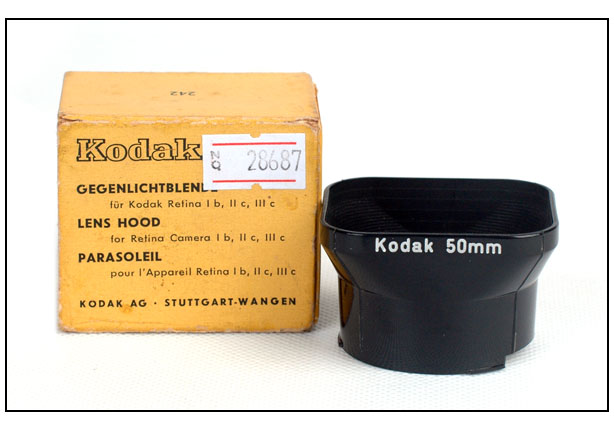 242
Kodak
ZO 28687
GEGENLICHTBLENDE
für Kodak Retina I b, II c, III c
LENS HOOD
for Retina Camera I b, II c, III c
PARASOLEIL
pour l'Appareil Retina I b, II c, III c
KODAK AG · STUTTGART-WANGEN
Kodak 50mm